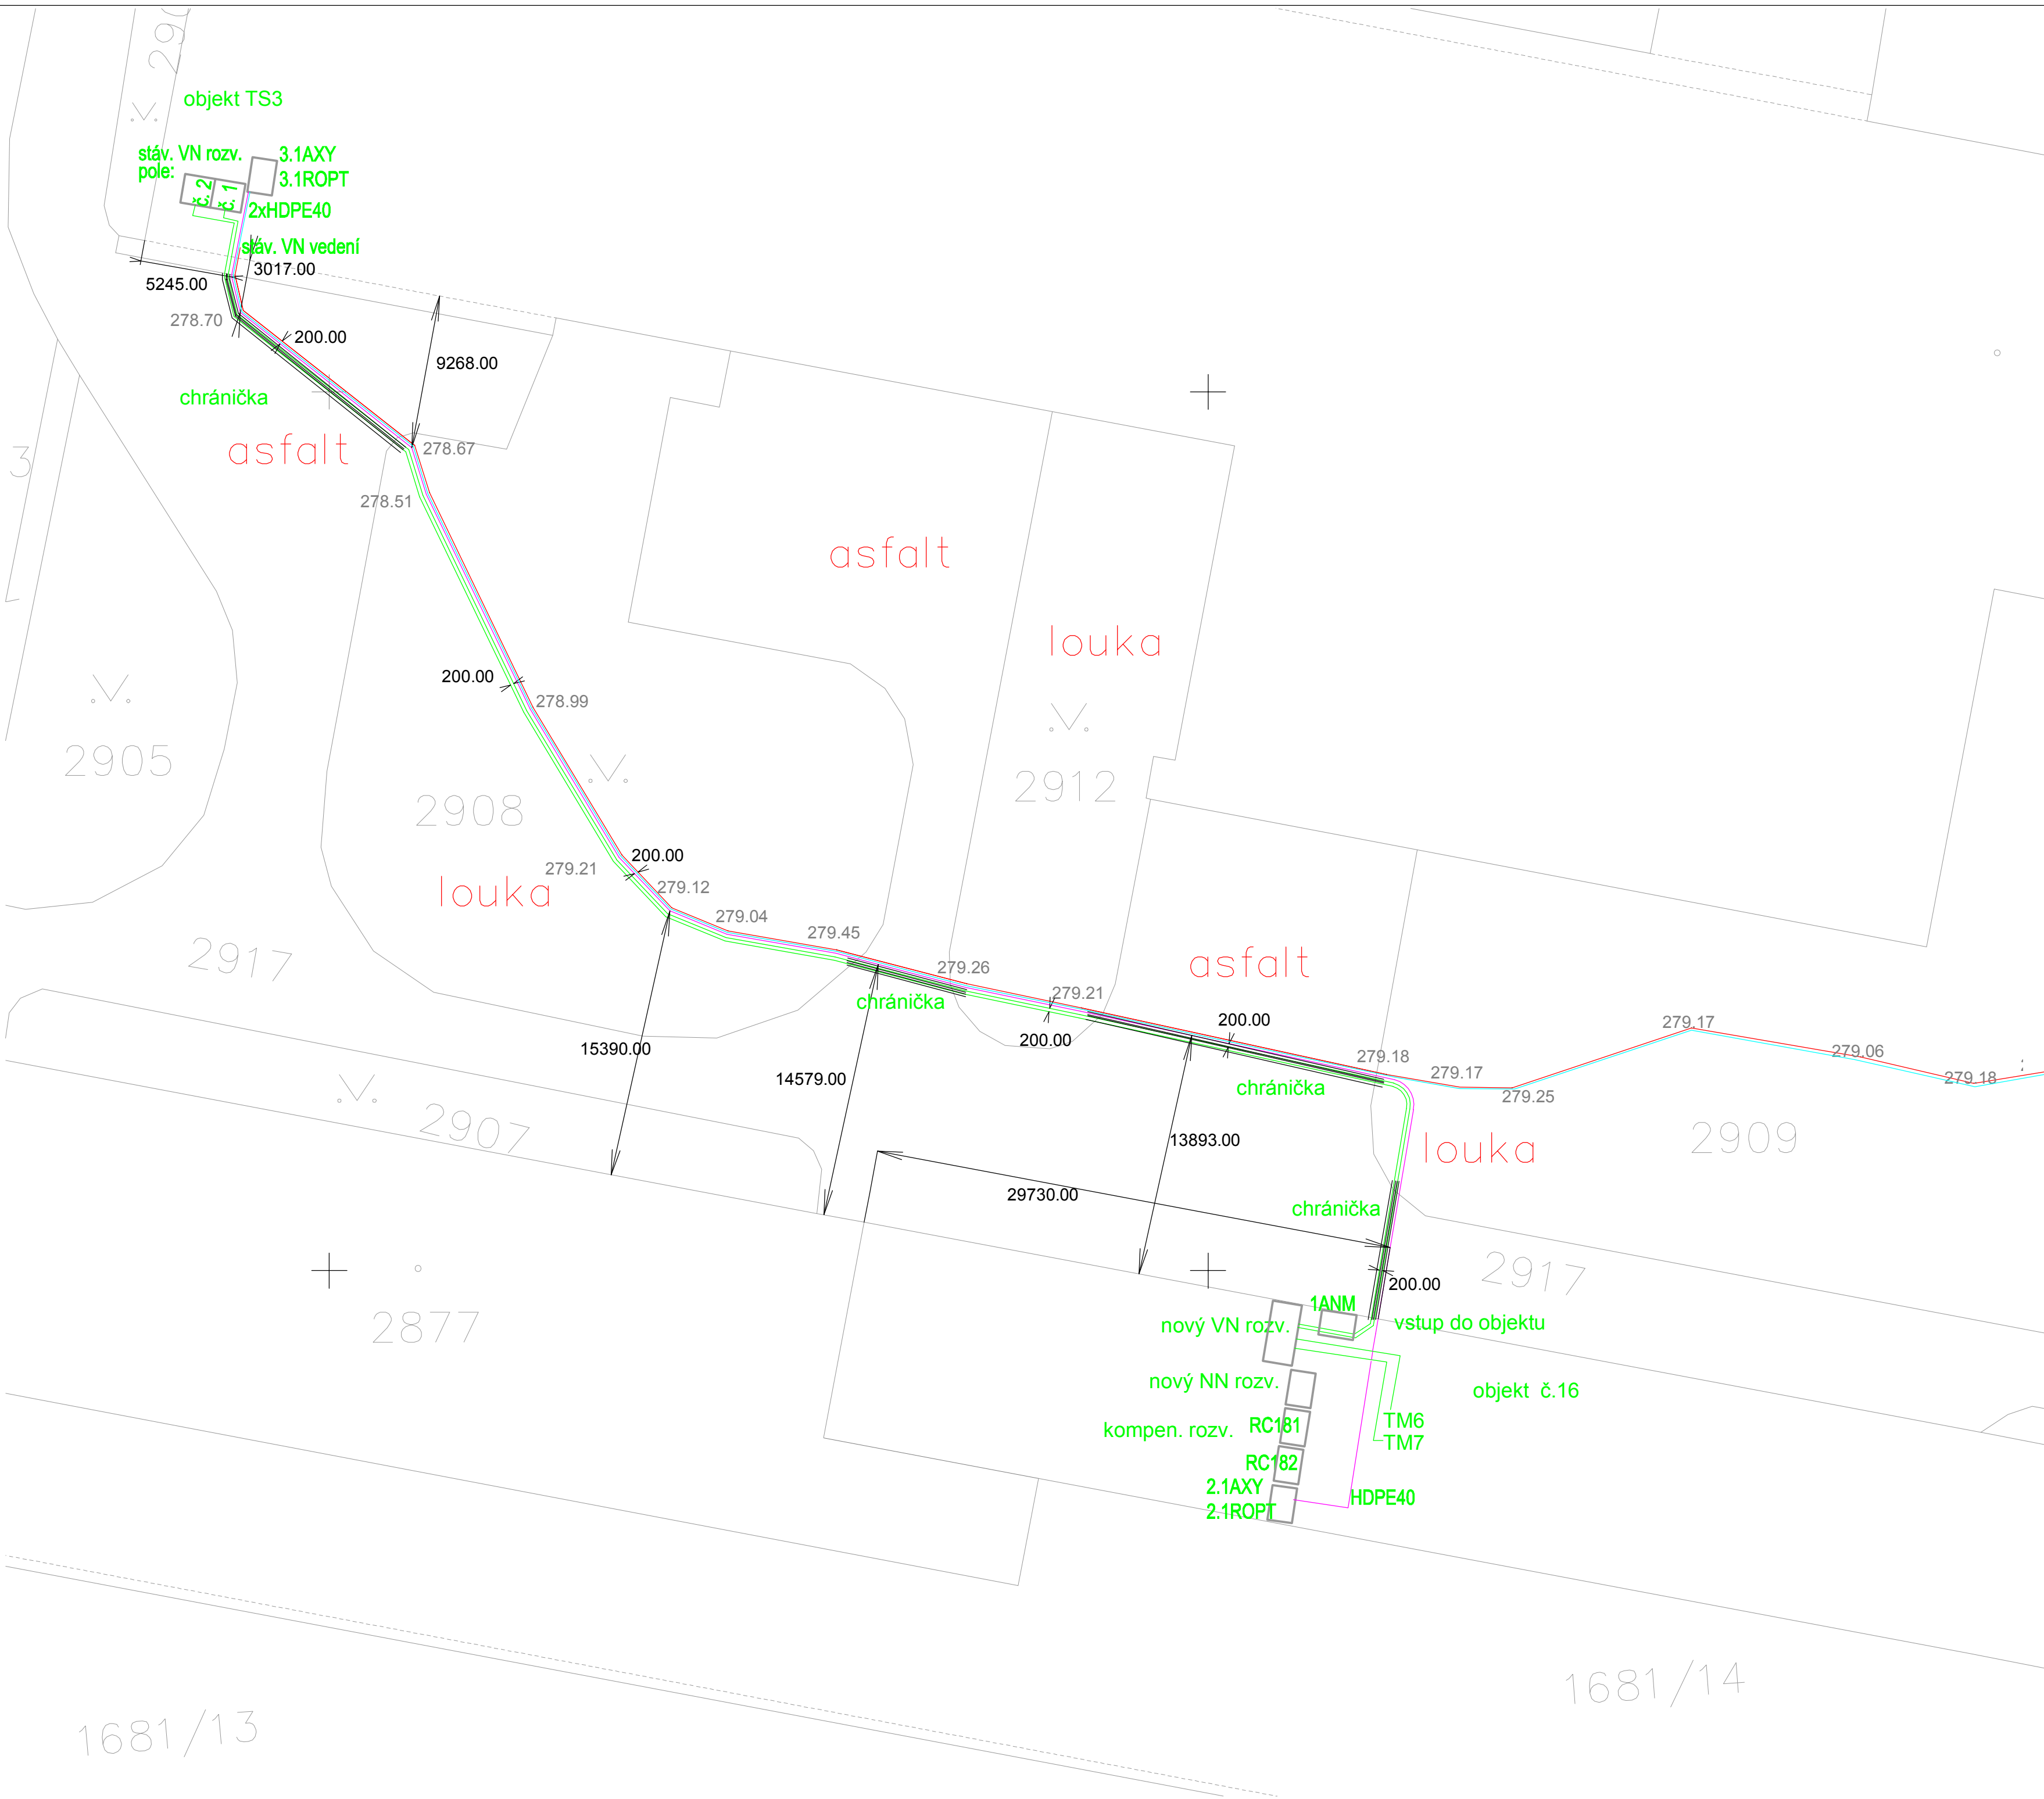 objekt TS3
stáv. VN rozv.
pole:
č. 2
č. 1
3.1AXY
3.1ROPT
2xHDPE40
stáv. VN vedení
3017.00
5245.00
278.70
200.00
9268.00
chránička
asfalt
278.67
3
278.51
asfalt
louka
200.00
278.99
2905
2908
2912
200.00
279.21
279.12
louka
279.04
279.45
279.26
279.21
asfalt
2917
chránička
200.00
200.00
279.18
279.17
279.25
279.17
279.06
279.18
15390.00
14579.00
chránička
2907
13893.00
louka
2909
29730.00
chránička
200.00
2917
2877
1ANM
nový VN rozv.
vstup do objektu
nový NN rozv.
objekt č.16
kompen. rozv.
RC181
TM6
TM7
RC182
2.1AXY
2.1ROPT
HDPE40
1681/14
1681/13